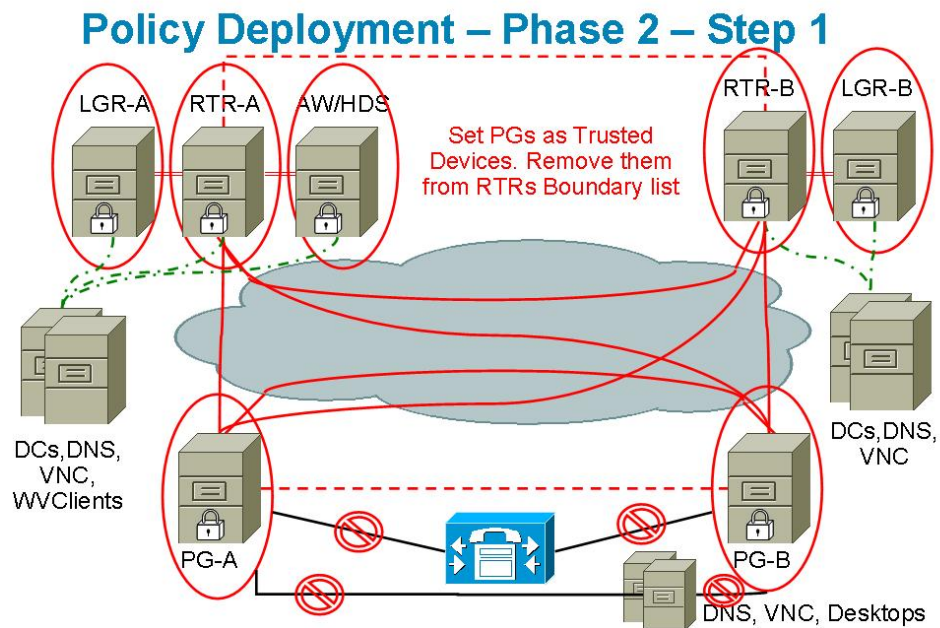 Policy Deployment – Phase 2 – Step 1
LGR-A
RTR-A
AW/HDS
RTR-B
LGR-B
Set PGs as Trusted
Devices. Remove them
from RTRs Boundary list
DCs,DNS,
VNC,
WVClients
DCs,DNS,
VNC
PG-A
PG-B
DNS, VNC, Desktops